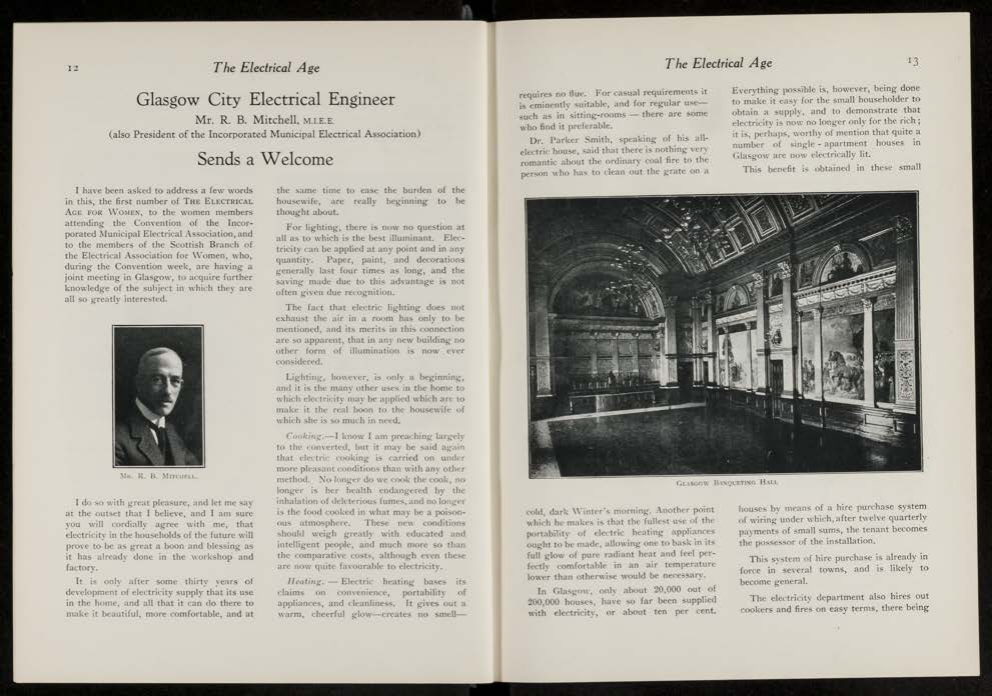 12
The Electrical Age
Glasgow City Electrical Engineer
Mr. R. B. Mitchell, M.I.E.E.
(also President of the Incorporated Municipal Electrical Association)
Sends a Welcome
I have been asked to address a few words
in this, the first number of THE ELECTRICAL
AGE FOR WOMEN, to the women members
attending the Convention of the Incor-
porated Municipal Electrical Association, and
to the members of the Scottish Branch of
the Electrical Association for Women, who,
during the Convention week, are having a
joint meeting in Glasgow, to acquire further
knowledge of the subject in which they are
all so greatly interested.
MR. R. B. MITCHELL.
I do so with great pleasure, and let me say
at the outset that I believe, and I am sure
you will cordially agree with me, that
electricity in the households of the future will
prove to be as great a boon and blessing as
it has already done in the workshop and
factory.
It is only after some thirty years of
development of electricity supply that its use
in the home, and all that it can do there to
make it beautiful, more comfortable, and at
the same time to ease the burden of the
housewife, are really beginning to be
thought about.
For lighting, there is now no question at
all as to which is the best illuminant. Elec-
tricity can be applied at any point and in any
quantity. Paper, paint, and decorations
generally last four times as long, and the
saving made due to this advantage is not
often given due recognition.
The fact that electric lighting does not
exhaust the air in a room has only to be
mentioned, and its merits in this connection
are so apparent, that in any new building no
other form of illumination is now ever
considered.
Lighting, however, is only a beginning,
and it is the many other uses in the home to
which electricity may be applied which are to
make it the real boon to the housewife of
which she is so much in need.
Cooking.—I know I am preaching largely
to the converted, but it may be said again
that electric cooking is carried on under
more pleasant conditions than with any other
method. No longer do we cook the cook, no
longer is her health endangered by the
inhalation of deleterious fumes, and no longer
is the food cooked in what may be a poison-
ous atmosphere. These new conditions
should weigh greatly with educated and
intelligent people, and much more so than
the comparative costs, although even these
are now quite favourable to electricity.
Heating. — Electric heating bases its
claims on convenience, portability of
appliances, and cleanliness. It gives out a
warm, cheerful glow—creates no smell—
The Electrical Age
13
requires no flue. For casual requirements it
is eminently suitable, and for regular use—
such as in sitting-rooms — there are some
who find it preferable.
Dr. Parker Smith, speaking of his all-
electric house, said that there is nothing very
romantic about the ordinary coal fire to the
person who has to clean out the grate on a
Everything possible is, however, being done
to make it easy for the small householder to
obtain a supply, and to demonstrate that
electricity is now no longer only for the rich;
it is, perhaps, worthy of mention that quite a
number of single-apartment houses in
Glasgow are now electrically lit.
This benefit is obtained in these small
GLASGOW BANQUETING HALL
cold, dark Winter's morning. Another point
which he makes is that the fullest use of the
portability of electric heating appliances
ought to be made, allowing one to bask in its
full glow of pure radiant heat and feel per-
fectly comfortable in an air temperature
lower than otherwise would be necessary.
In Glasgow, only about 20,000 out of
200,000 houses, have so far been supplied
with electricity, or about ten per cent.
houses by means of a hire purchase system
of wiring under which, after twelve quarterly
payments of small sums, the tenant becomes
the possessor of the installation.
This system of hire purchase is already in
force in several towns, and is likely to
become general.
The electricity department also hires out
cookers and fires on easy terms, there being